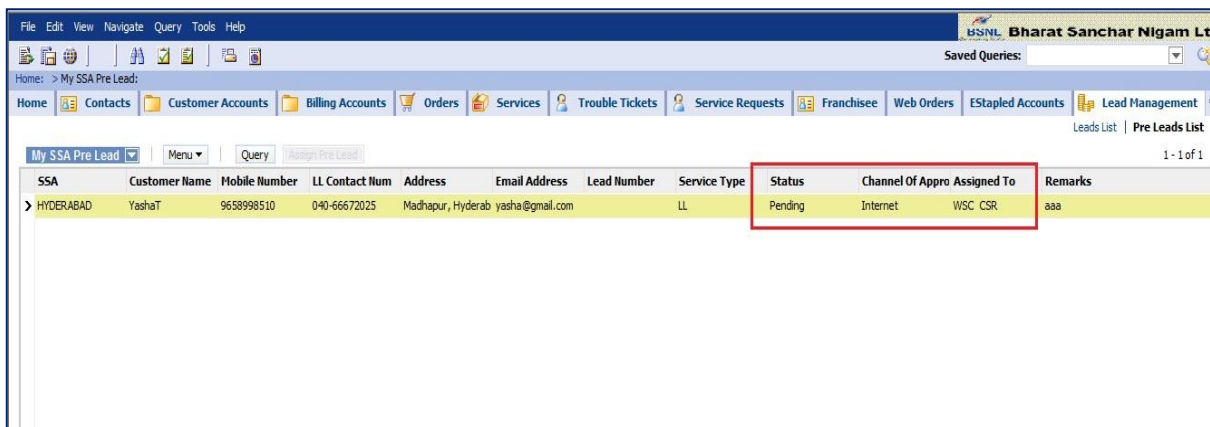 File Edit View Navigate Query Tools Help
BSNL Bharat Sanchar Nigam Lt
Saved Queries:
Home: > My SSA Pre Lead:
Home Contacts Customer Accounts Billing Accounts Orders Services Trouble Tickets Service Requests Franchisee Web Orders EStapled Accounts Lead Management
Leads List | Pre Leads List
My SSA Pre Lead Menu Query Assign Pre Lead 1 - 1 of 1
SSA Customer Name Mobile Number LL Contact Num Address Email Address Lead Number Service Type Status Channel Of Appro Assigned To Remarks
HYDERABAD YashaT 9658998510 040-66672025 Madhapur, Hyderab yasha@gmail.com LL Pending Internet WSC CSR aaa